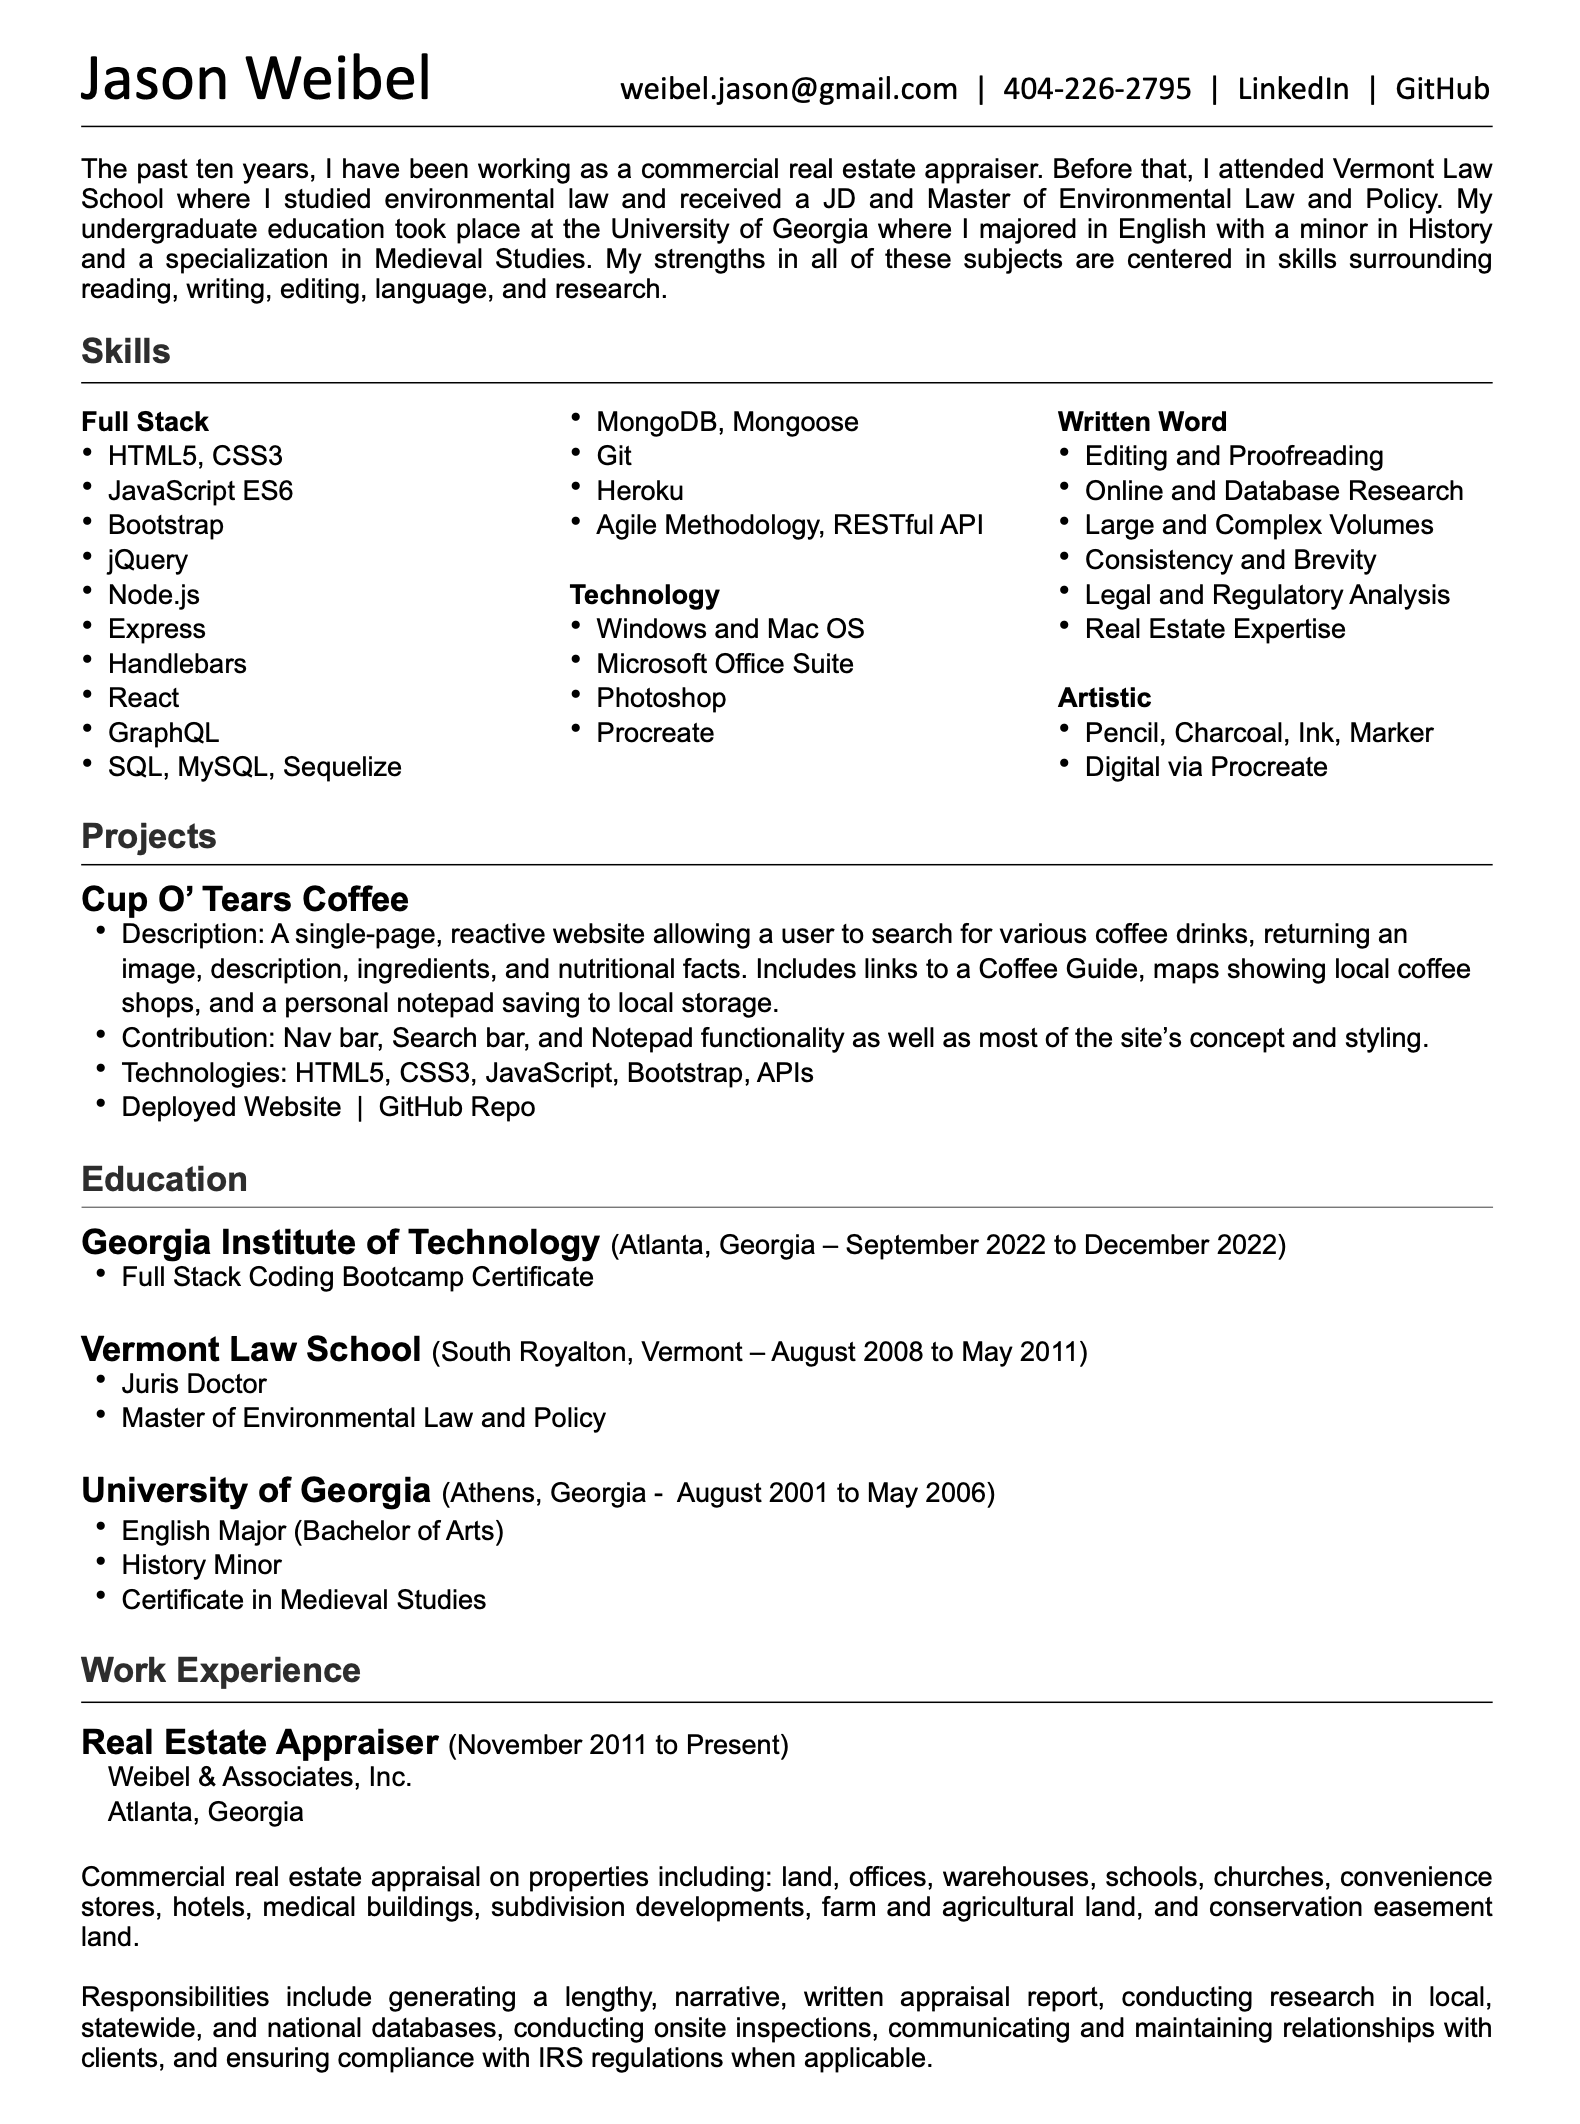 Jason Weibel
weibel.jason@gmail.com | 404-226-2795 | LinkedIn | GitHub
The past ten years, I have been working as a commercial real estate appraiser. Before that, I attended Vermont Law
School where I studied environmental law and received a JD and Master of Environmental Law and Policy. My
undergraduate education took place at the University of Georgia where I majored in English with a minor in History
and a specialization in Medieval Studies. My strengths in all of these subjects are centered in skills surrounding
reading, writing, editing, language, and research.
Skills
Full Stack
• HTML5, CSS3
• JavaScript ES6
• Bootstrap
• jQuery
• Node.js
• Express
• Handlebars
• React
• GraphQL
• SQL, MySQL, Sequelize
• MongoDB, Mongoose
• Git
• Heroku
• Agile Methodology, RESTful API
Technology
• Windows and Mac OS
• Microsoft Office Suite
• Photoshop
• Procreate
Written Word
• Editing and Proofreading
• Online and Database Research
• Large and Complex Volumes
• Consistency and Brevity
• Legal and Regulatory Analysis
• Real Estate Expertise
Artistic
• Pencil, Charcoal, Ink, Marker
• Digital via Procreate
Projects
Cup O’ Tears Coffee
• Description: A single-page, reactive website allowing a user to search for various coffee drinks, returning an
image, description, ingredients, and nutritional facts. Includes links to a Coffee Guide, maps showing local coffee
shops, and a personal notepad saving to local storage.
• Contribution: Nav bar, Search bar, and Notepad functionality as well as most of the site’s concept and styling.
• Technologies: HTML5, CSS3, JavaScript, Bootstrap, APIs
• Deployed Website | GitHub Repo
Education
Georgia Institute of Technology (Atlanta, Georgia – September 2022 to December 2022)
• Full Stack Coding Bootcamp Certificate
Vermont Law School (South Royalton, Vermont – August 2008 to May 2011)
• Juris Doctor
• Master of Environmental Law and Policy
University of Georgia (Athens, Georgia - August 2001 to May 2006)
• English Major (Bachelor of Arts)
• History Minor
• Certificate in Medieval Studies
Work Experience
Real Estate Appraiser (November 2011 to Present)
Weibel & Associates, Inc.
Atlanta, Georgia
Commercial real estate appraisal on properties including: land, offices, warehouses, schools, churches, convenience
stores, hotels, medical buildings, subdivision developments, farm and agricultural land, and conservation easement
land.
Responsibilities include generating a lengthy, narrative, written appraisal report, conducting research in local,
statewide, and national databases, conducting onsite inspections, communicating and maintaining relationships with
clients, and ensuring compliance with IRS regulations when applicable.